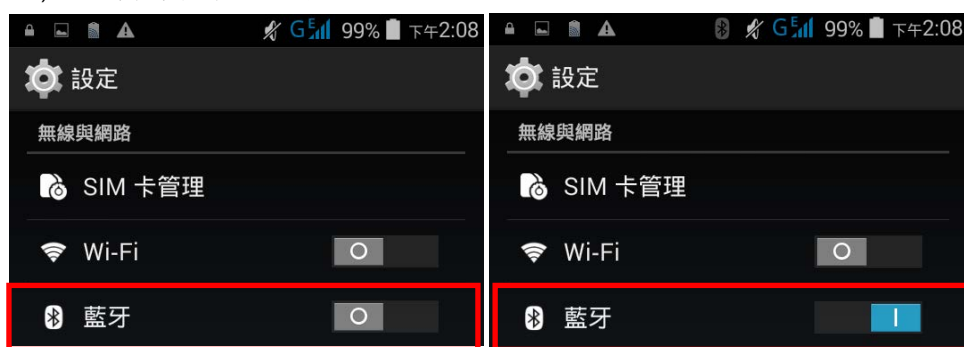 G E 99% 下午2:08
設定
無線與網路
SIM 卡管理
Wi-Fi
藍牙
G E 99% 下午2:08
設定
無線與網路
SIM 卡管理
Wi-Fi
藍牙